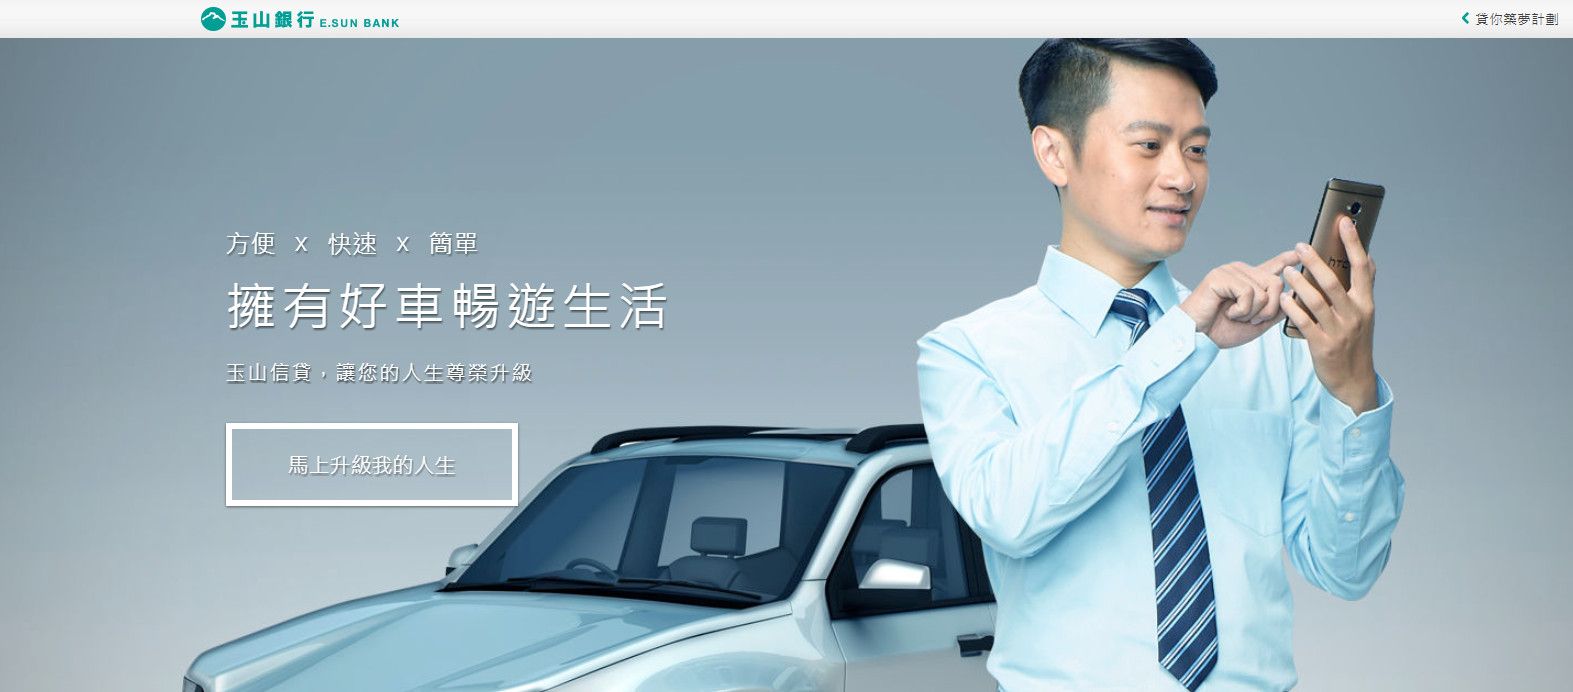 玉山銀行 E.SUN BANK
貸你築夢計劃
方便 x 快速 x 簡單
擁有好車暢遊生活
玉山信貸，讓您的人生尊榮升級
馬上升級我的人生
hTC